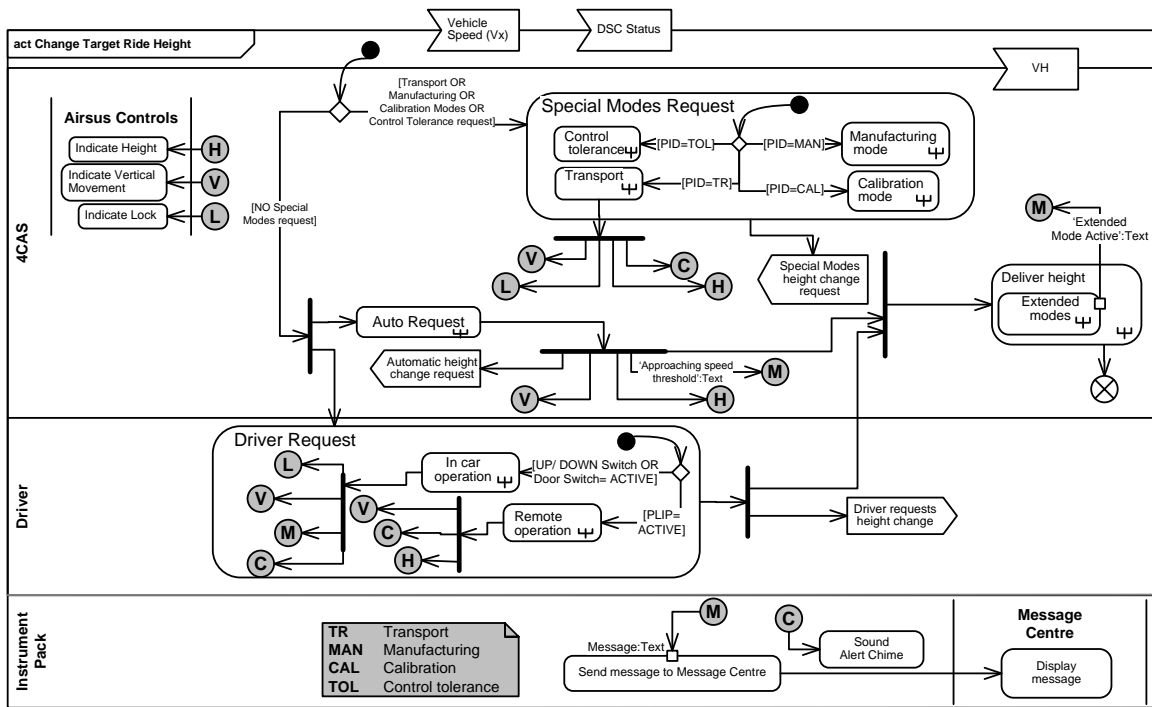 Vehicle
Speed (Vx)
DSC Status
act Change Target Ride Height
VH
4CAS
Airsus Controls
Indicate Height
H
Indicate Vertical
Movement
V
Indicate Lock
L
[Transport OR
Manufacturing OR
Calibration Modes OR
Control Tolerance request]
[NO Special
Modes request]
Special Modes Request
Control
tolerance
[PID=TOL]
[PID=MAN]
Manufacturing
mode
Transport
[PID=TR]
[PID=CAL]
Calibration
mode
V
L
C
H
Special Modes
height change
request
M
‘Extended
Mode Active’:Text
Deliver height
Extended
modes
Auto Request
Automatic height
change request
‘Approaching speed
threshold’:Text
M
V
H
Driver
Driver Request
L
V
M
C
In car
operation
[UP/ DOWN Switch OR
Door Switch= ACTIVE]
V
C
H
Remote
operation
[PLIP=
ACTIVE]
Driver requests
height change
Instrument
Pack
TR Transport
MAN Manufacturing
CAL Calibration
TOL Control tolerance
M
Message:Text
Send message to Message Centre
C
Sound
Alert Chime
Message
Centre
Display
message